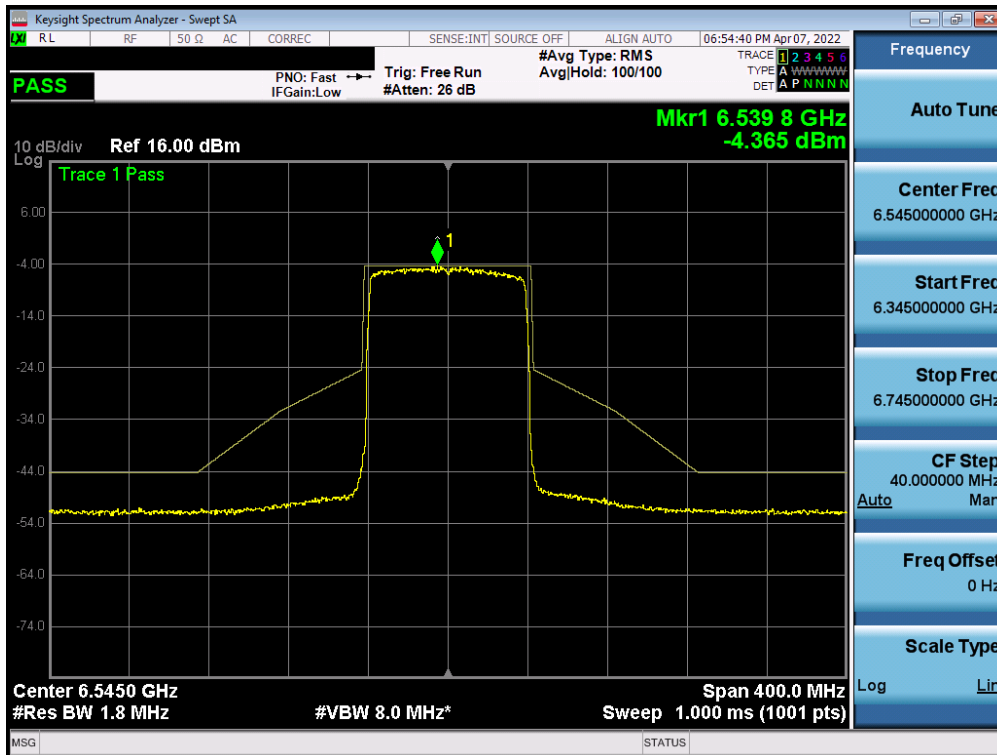 Keysight Spectrum Analyzer - Swept SA
LXI RL RF 50 Ω AC CORREC SENSE:INT SOURCE OFF ALIGN AUTO 06:54:40 PM Apr 07, 2022
PASS
PNO: Fast
IFGain:Low
Trig: Free Run
#Atten: 26 dB
#Avg Type: RMS
Avg|Hold: 100/100
TRACE 1 2 3 4 5 6
TYPE A WWWWW
DET A P N N N N
Mkr1 6.539 8 GHz
-4.365 dBm
10 dB/div Ref 16.00 dBm
Log
Trace 1 Pass
1
6.00
-4.00
-14.0
-24.0
-34.0
-44.0
-54.0
-64.0
-74.0
Center 6.5450 GHz Span 400.0 MHz
#Res BW 1.8 MHz #VBW 8.0 MHz* Sweep 1.000 ms (1001 pts)
MSG STATUS
Frequency
Auto Tune
Center Freq
6.545000000 GHz
Start Freq
6.345000000 GHz
Stop Freq
6.745000000 GHz
CF Step
40.000000 MHz
Auto Man
Freq Offset
0 Hz
Scale Type
Log Lin